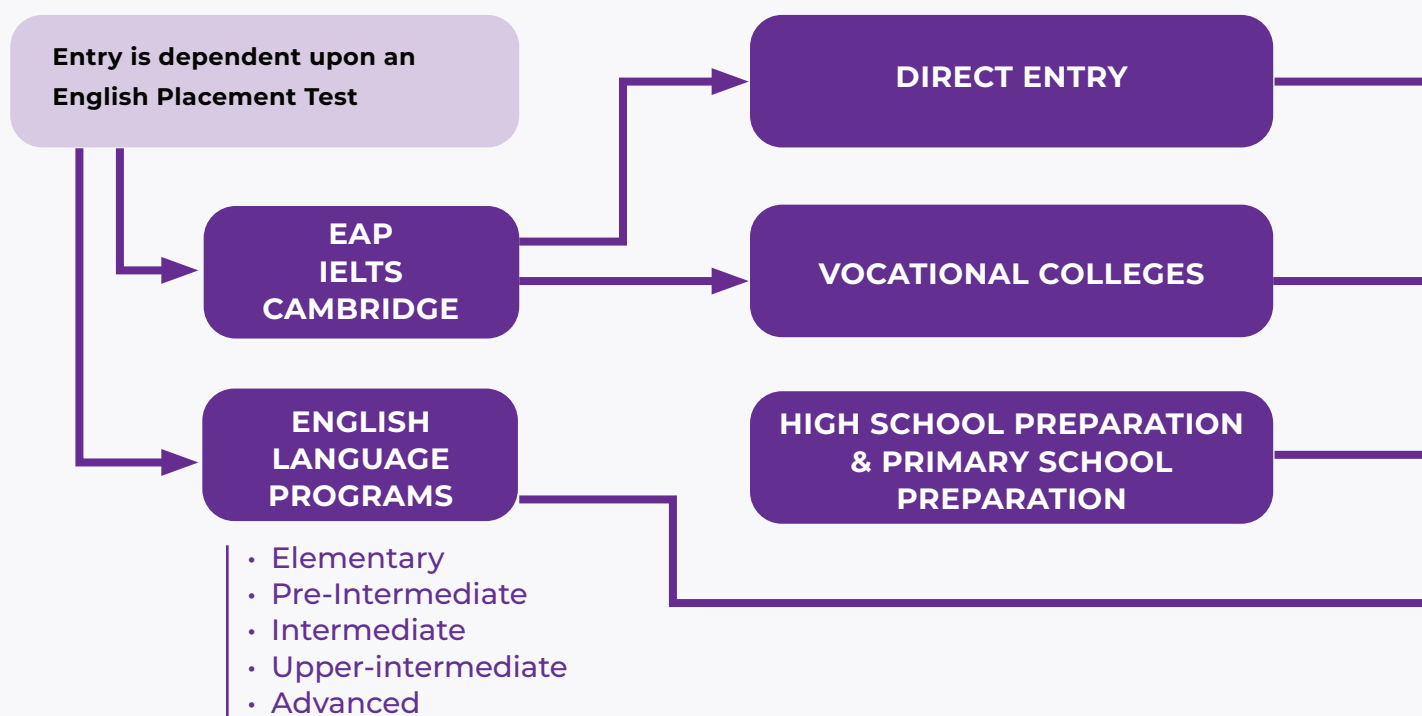 Entry is dependent upon an
English Placement Test
DIRECT ENTRY
EAP
IELTS
CAMBRIDGE
VOCATIONAL COLLEGES
ENGLISH
LANGUAGE
PROGRAMS
HIGH SCHOOL PREPARATION
& PRIMARY SCHOOL
PREPARATION
• Elementary
• Pre-Intermediate
• Intermediate
• Upper-intermediate
• Advanced